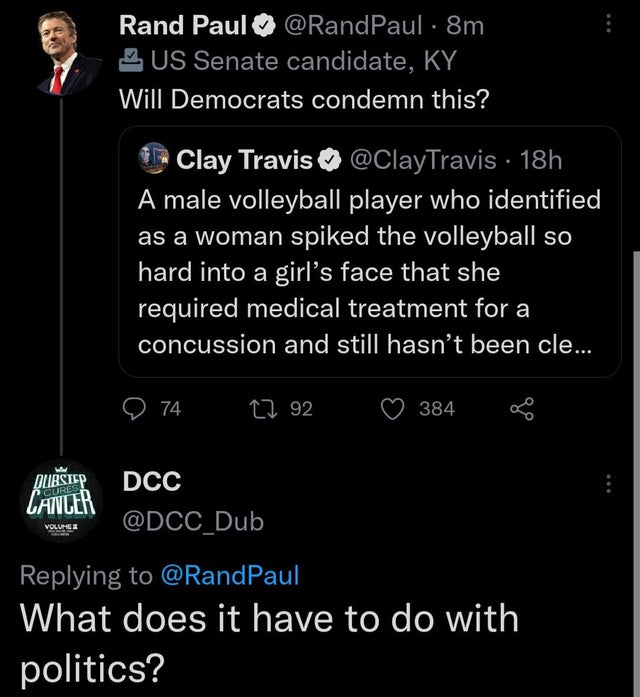 Rand Paul @RandPaul · 8m
US Senate candidate, KY
Will Democrats condemn this?
Clay Travis @ClayTravis · 18h
A male volleyball player who identified
as a woman spiked the volleyball so
hard into a girl's face that she
required medical treatment for a
concussion and still hasn't been cle...
74 92 384
DUBSTEP
CURES
CANCER
VOLUME
DCC
@DCC_Dub
Replying to @RandPaul
What does it have to do with
politics?